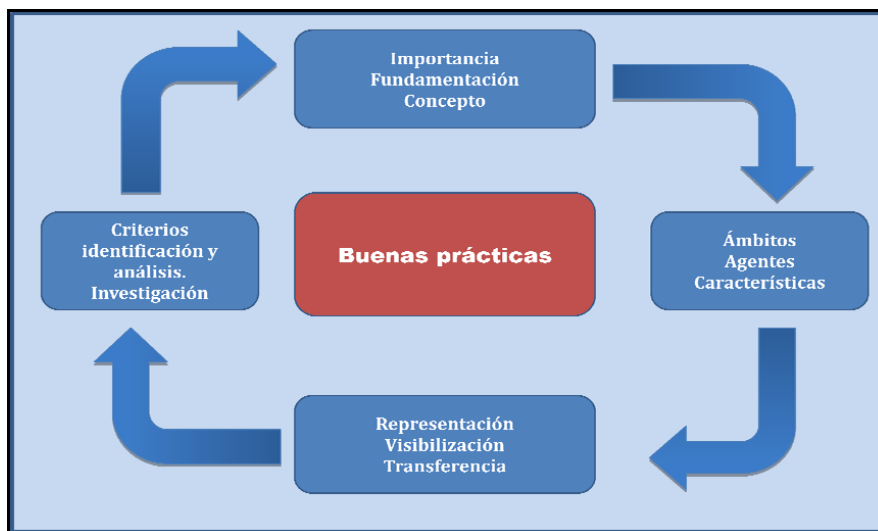 Importancia
Fundamentación
Concepto
Criterios
identificación y
análisis.
Investigación
Buenas prácticas
Ámbitos
Agentes
Características
Representación
Visibilización
Transferencia